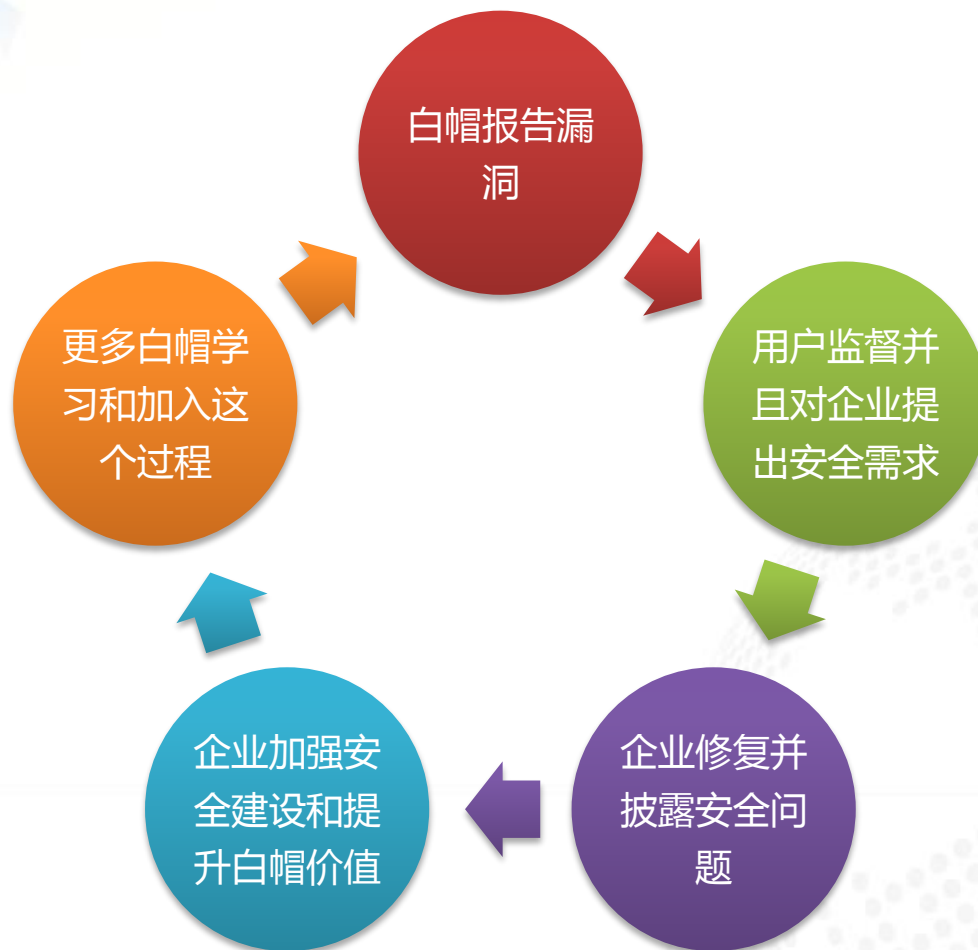 白帽报告漏
洞
用户监督并
且对企业提
出安全需求
企业修复并
披露安全问
题
企业加强安
全建设和提
升白帽价值
更多白帽学
习和加入这
个过程